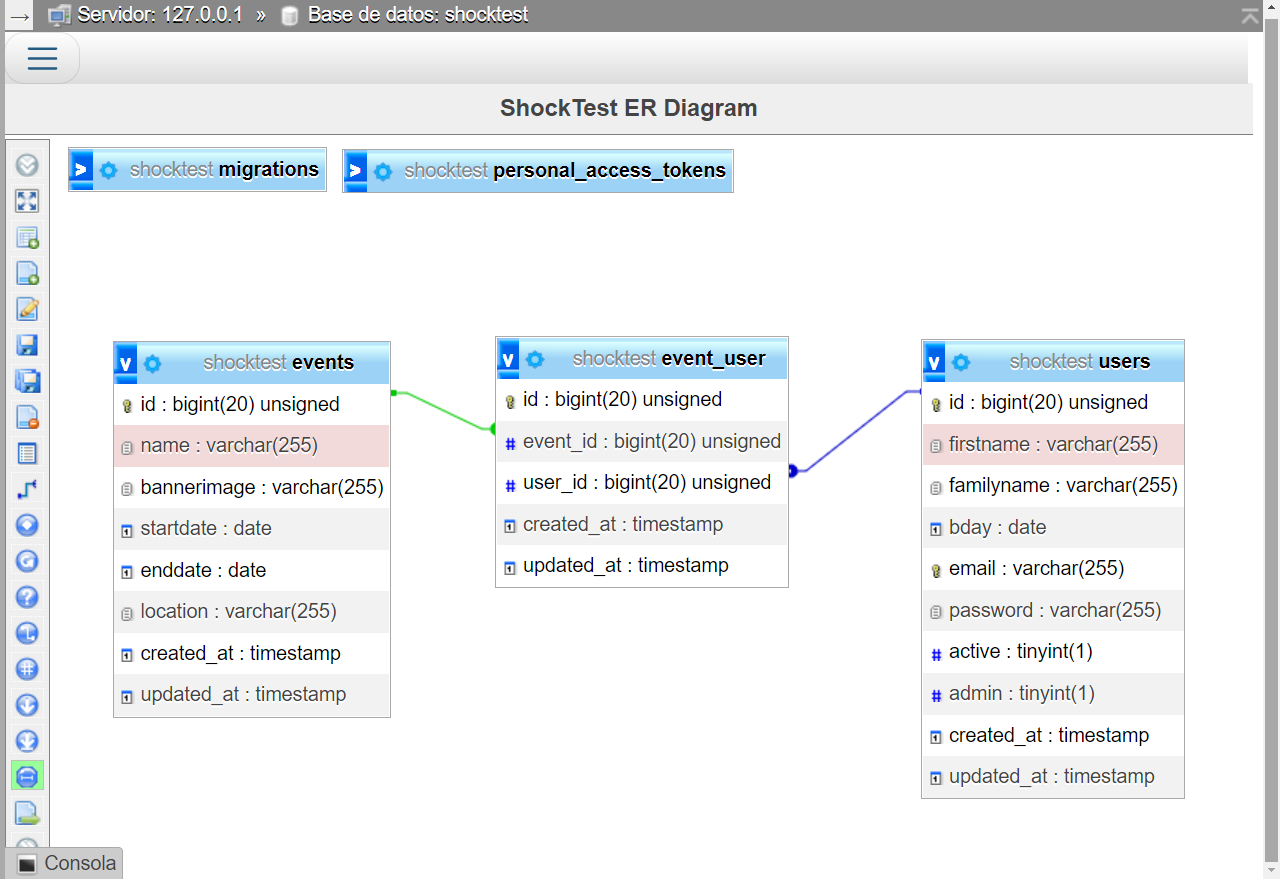 Servidor: 127.0.0.1 » Base de datos: shocktest
ShockTest ER Diagram
shocktest migrations
shocktest personal_access_tokens
shocktest events
id : bigint(20) unsigned
name : varchar(255)
bannerimage : varchar(255)
startdate : date
enddate : date
location : varchar(255)
created_at : timestamp
updated_at : timestamp
shocktest event_user
id : bigint(20) unsigned
event_id : bigint(20) unsigned
user_id : bigint(20) unsigned
created_at : timestamp
updated_at : timestamp
shocktest users
id : bigint(20) unsigned
firstname : varchar(255)
familyname : varchar(255)
bday : date
email : varchar(255)
password : varchar(255)
active : tinyint(1)
admin : tinyint(1)
created_at : timestamp
updated_at : timestamp
Consola